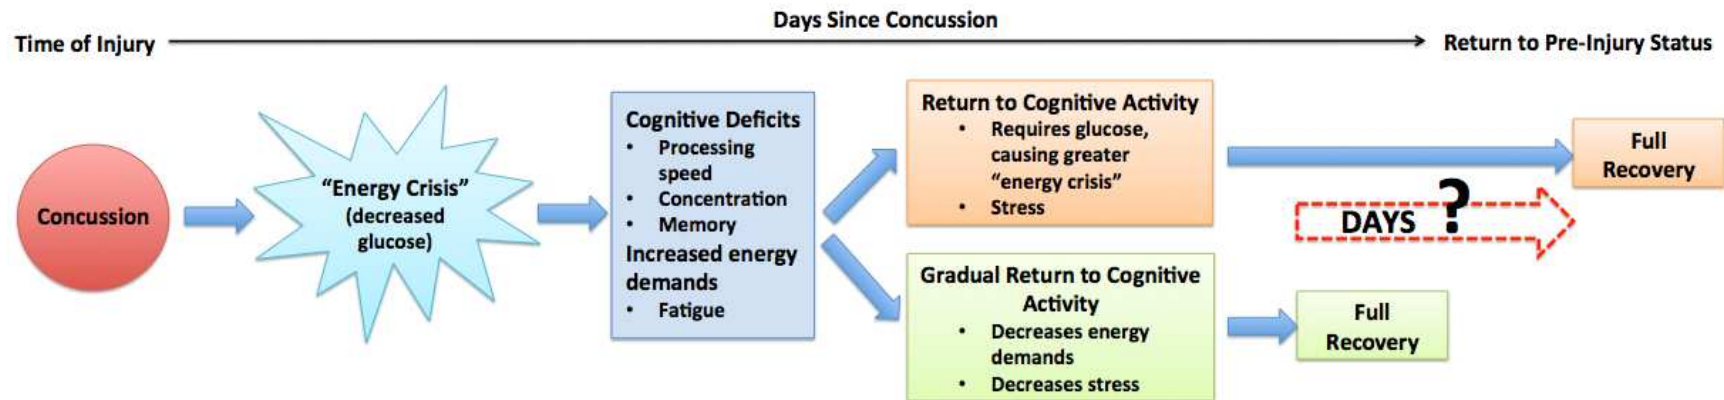 Days Since Concussion
Time of Injury
Return to Pre-Injury Status
Concussion
“Energy Crisis”
(decreased
glucose)
Cognitive Deficits
• Processing
speed
• Concentration
• Memory
Increased energy
demands
• Fatigue
Return to Cognitive Activity
• Requires glucose,
causing greater
“energy crisis”
• Stress
Full
Recovery
DAYS ?
Gradual Return to Cognitive
Activity
• Decreases energy
demands
• Decreases stress
Full
Recovery